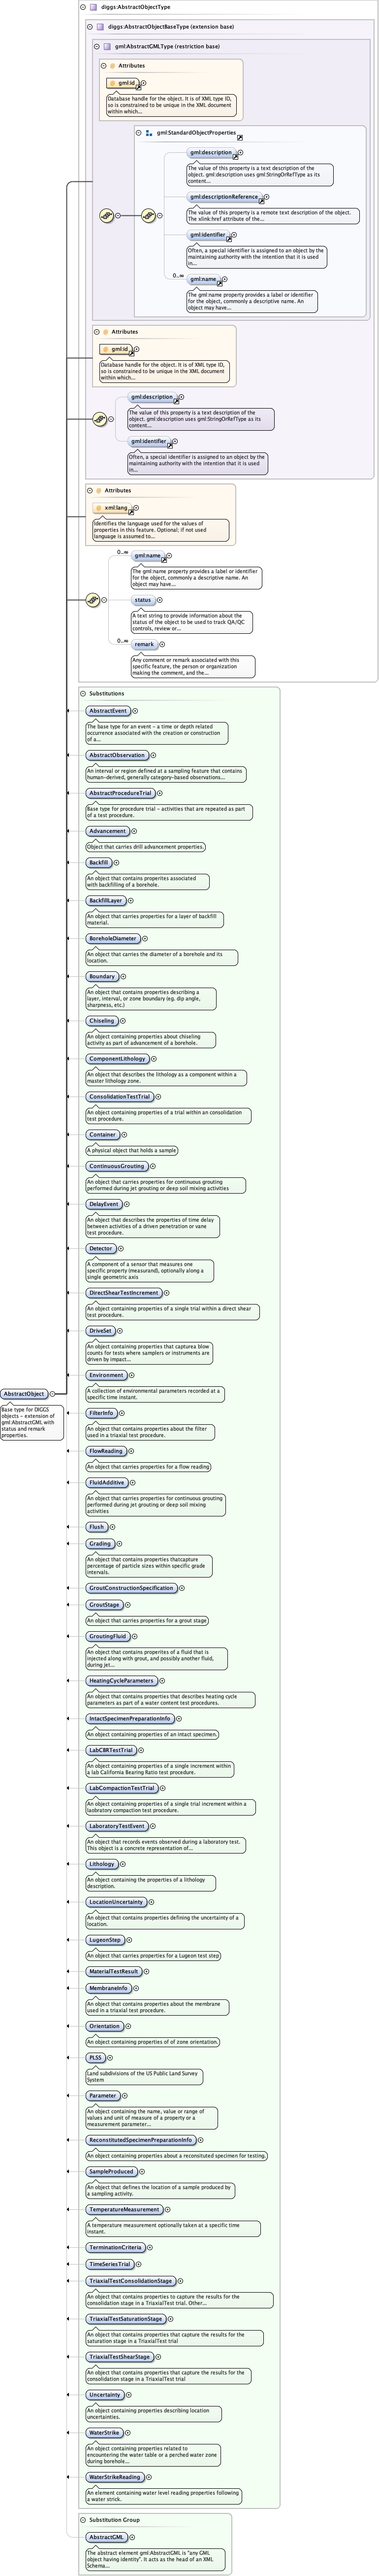 diggs:AbstractObjectType
diggs:AbstractObjectBaseType (extension base)
gml:AbstractGMLType (restriction base)
Attributes
gml:id
Database handle for the object. It is of XML type ID,
so is constrained to be unique in the XML document
within which...
gml:StandardObjectProperties
gml:description
The value of this property is a text description of the
object. gml:description uses gml:StringOrRefType as its
content...
gml:descriptionReference
The value of this property is a remote text description of the object.
The xlink:href attribute of the...
gml:identifier
Often, a special identifier is assigned to an object by the
maintaining authority with the intention that it is used
in...
0..∞
gml:name
The gml:name property provides a label or identifier
for the object, commonly a descriptive name. An
object may have...
Attributes
gml:id
Database handle for the object. It is of XML type ID,
so is constrained to be unique in the XML document
within which...
gml:description
The value of this property is a text description of the
object. gml:description uses gml:StringOrRefType as its
content...
gml:identifier
Often, a special identifier is assigned to an object by the
maintaining authority with the intention that it is used
in...
Attributes
xml:lang
Identifies the language used for the values of
properties in this feature. Optional; if not used
language is assumed to...
0..∞
gml:name
The gml:name property provides a label or identifier
for the object, commonly a descriptive name. An
object may have...
status
A text string to provide information about the
status of the object to be used to track QA/QC
controls, review or...
0..∞
remark
Any comment or remark associated with this
specific feature, the person or organization
making the comment, and the...
Substitutions
AbstractEvent
The base type for an event - a time or depth related
occurrence associated with the creation or construction
of a...
AbstractObservation
An interval or region defined at a sampling feature that contains
human-derived, generally category-based observations...
AbstractProcedureTrial
Base type for procedure trial - activities that are repeated as part
of a test procedure.
Advancement
Object that carries drill advancement properties.
Backfill
An object that contains properites associated
with backfilling of a borehole.
BackfillLayer
An object that carries properties for a layer of backfill
material.
BoreholeDiameter
An object that carries the diameter of a borehole and its
location.
Boundary
An object that contains properties describing a
layer, interval, or zone boundary (eg. dip angle,
sharpness, etc.)
Chiseling
An object containing properties about chiseling
activity as part of advancement of a borehole.
ComponentLithology
An object that describes the lithology as a component within a
master lithology zone.
ConsolidationTestTrial
An object containing properties of a trial within an consolidation
test procedure.
Container
A physical object that holds a sample
ContinuousGrouting
An object that carries properties for continuous grouting
performed during jet grouting or deep soil mixing activities
DelayEvent
An object that describes the properties of time delay
between activities of a driven penetration or vane
test procedure.
Detector
A component of a sensor that measures one
specific property (measurand), optionally along a
single geometric axis
DirectShearTestIncrement
An object containing properties of a single trial within a direct shear
test procedure.
DriveSet
An object containing properties that capturea blow
counts for tests where samplers or instruments are
driven by impact...
Environment
A collection of environmental parameters recorded at a
specific time instant.
AbstractObject
Base type for DIGGS
objects - extension of
gml:AbstractGML with
status and remark
properties.
FilterInfo
An object that contains properties about the filter
used in a triaxial test procedure.
FlowReading
An object that carries properties for a flow reading
FluidAdditive
An object that carries properties for continuous grouting
performed during jet grouting or deep soil mixing
activities
Flush
Grading
An object that contains properties thatcapture
percentage of particle sizes within specific grade
intervals.
GroutConstructionSpecification
GroutStage
An object that carries properties for a grout stage
GroutingFluid
An object that contains properties of a fluid that is
injected along with grout, and possibly another fluid,
during jet...
HeatingCycleParameters
An object that contains properties that describes heating cycle
parameters as part of a water content test procedures.
IntactSpecimenPreparationInfo
An object containing properties of an intact specimen.
LabCBRTestTrial
An object containing properties of a single increment within
a lab California Bearing Ratio test procedure.
LabCompactionTestTrial
An object containing properties of a single trial increment within a
laobratory compaction test procedure.
LaboratoryTestEvent
An object that records events observed during a laboratory test.
This object is a concrete representation of...
Lithology
An object containing the properties of a lithology
description.
LocationUncertainty
An object that contains properties defining the uncertainty of a
location.
LugeonStep
An object that carries properties for a Lugeon test step
MaterialTestResult
MembraneInfo
An object that contains properties about the membrane
used in a triaxial test procedure.
Orientation
An object containing properties of of zone orientation.
PLSS
Land subdivisions of the US Public Land Survey
System
Parameter
An object containing the name, value or range of
values and unit of measure of a property or a
measurement parameter...
ReconstitutedSpecimenPreparationInfo
An object containing properties about a reconsituted specimen for testing.
SampleProduced
An object that defines the location of a sample produced by
a sampling activity.
TemperatureMeasurement
A temperature measurement optionally taken at a specific time
instant.
TerminationCriteria
TimeSeriesTrial
TriaxialTestConsolidationStage
An object that contains properties to capture the results for the
consolidation stage in a TriaxialTest trial. Other...
TriaxialTestSaturationStage
An object that contains properties that capture the results for the
saturation stage in a TriaxialTest trial
TriaxialTestShearStage
An object that contains properties that capture the results for the
consolidation stage in a TriaxialTest trial
Uncertainty
An object containing properties describing location
uncertainties.
WaterStrike
An object containing properties related to
encountering the water table or a perched water zone
during borehole...
WaterStrikeReading
An element containing water level reading properties following
a water strick.
Substitution Group
AbstractGML
The abstract element gml:AbstractGML is "any GML
object having identity". It acts as the head of an XML
Schema...